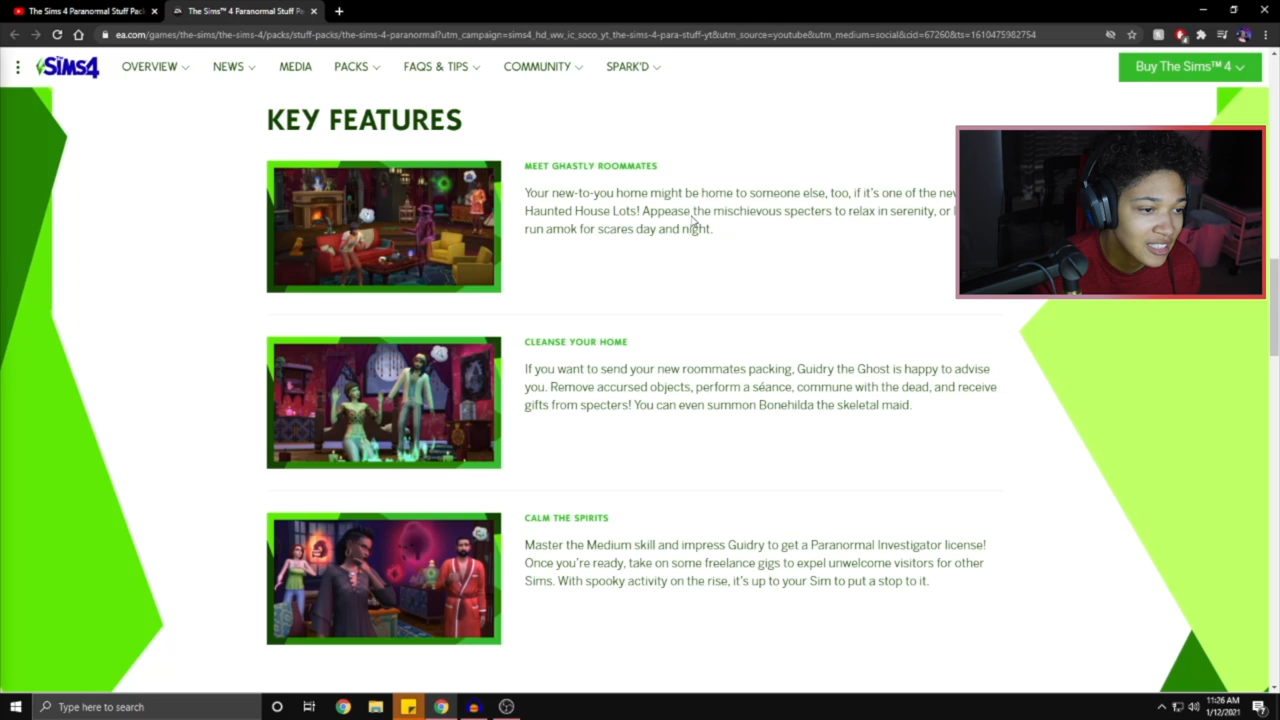 The Sims 4 Paranormal Stuff Pac
The Sims™ 4 Paranormal Stuff P
ea.com/games/the-sims/the-sims-4/packs/stuff-packs/the-sims-4-paranormal?utm_campaign=sims4_hd_ww_ic_soco_yt_the-sims-4-para-stuff-yt&utm_source=youtube&utm_medium=social&cid=67260&ts=1610475982754
The SIMS4
OVERVIEW NEWS MEDIA PACKS FAQS & TIPS COMMUNITY SPARK'D Buy The Sims™ 4
KEY FEATURES
MEET GHASTLY ROOMMATES
Your new-to-you home might be home to someone else, too, if it's one of the new
Haunted House Lots! Appease the mischievous specters to relax in serenity, or
run amok for scares day and night.
CLEANSE YOUR HOME
If you want to send your new roommates packing, Guidry the Ghost is happy to advise
you. Remove accursed objects, perform a séance, commune with the dead, and receive
gifts from specters! You can even summon Bonehilda the skeletal maid.
CALM THE SPIRITS
Master the Medium skill and impress Guidry to get a Paranormal Investigator license!
Once you're ready, take on some freelance gigs to expel unwelcome visitors for other
Sims. With spooky activity on the rise, it's up to your Sim to put a stop to it.
Type here to search
11:26 AM
1/12/2021
7